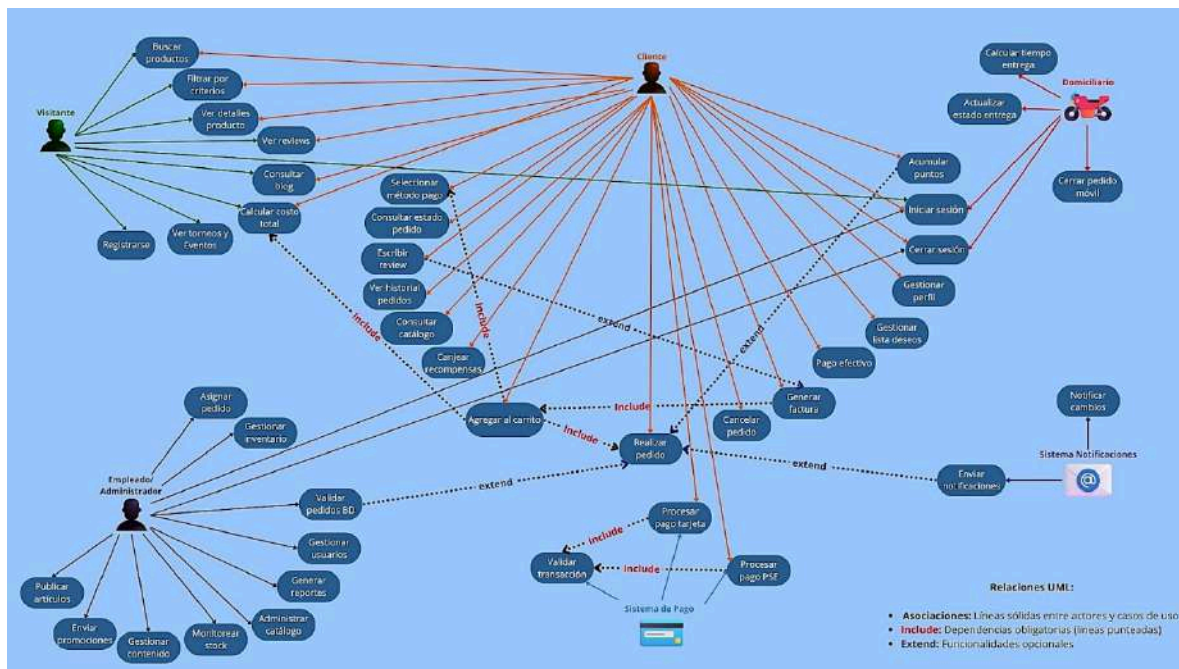 Buscar
productos
Filtrar por
criterios
Ver detalles
producto
Ver reviews
Consultar
blog
Calcular costo
total
Ver torneos y
Eventos
Registrarse
Visitante
Cliente
Seleccionar
método pago
Consultar estado
pedido
Escribir
review
Ver historial
pedidos
Consultar
catálogo
Canjear
recompensas
Agregar al carrito
Realizar
pedido
Cancelar
pedido
Generar
factura
Pago efectivo
Gestionar
lista deseos
Gestionar
perfil
Cerrar sesión
Iniciar sesión
Acumular
puntos
Calcular tiempo
entrega
Domiciliario
Actualizar
estado entrega
Cerrar pedido
móvil
Include
Include
extend
extend
Include
Include
extend
extend
Asignar
pedido
Gestionar
inventario
Empleado/
Administrador
Validar
pedidos BD
Gestionar
usuarios
Generar
reportes
Administrar
catálogo
Monitorear
stock
Gestionar
contenido
Enviar
promociones
Publicar
artículos
Procesar
pago tarjeta
Include
Validar
transacción
Include
Procesar
pago PSE
Sistema de Pago
Notificar
cambios
Sistema Notificaciones
Enviar
notificaciones
@
Relaciones UML:
• Asociaciones: Líneas sólidas entre actores y casos de uso
• Include: Dependencias obligatorias (líneas punteadas)
• Extend: Funcionalidades opcionales